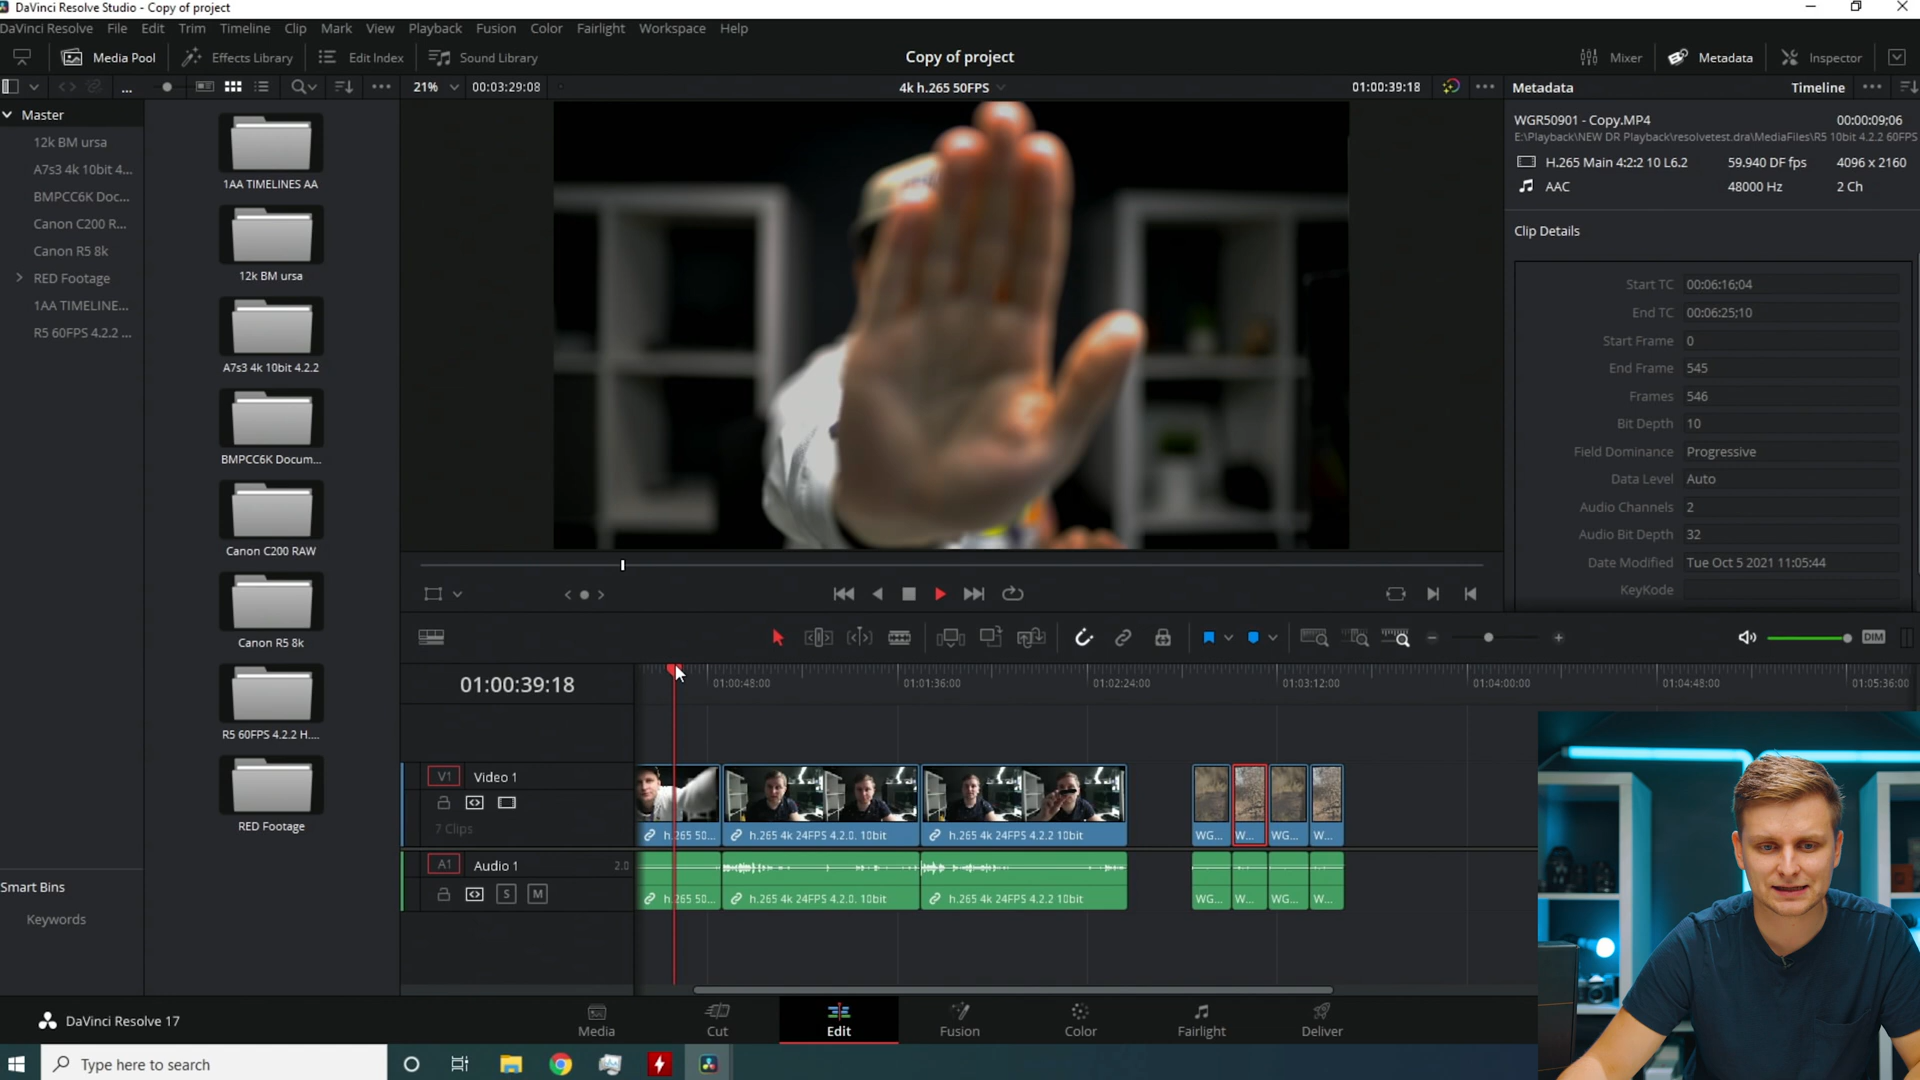 DaVinci Resolve Studio - Copy of project
DaVinci Resolve File Edit Trim Timeline Clip Mark View Playback Fusion Color Fairlight Workspace Help
Media Pool Effects Library Edit Index Sound Library Copy of project Mixer Metadata Inspector
... 21% 00:03:29:08 4k h.265 50FPS 01:00:39:18 Metadata Timeline
Master
12k BM ursa
A7s3 4k 10bit 4...
BMPCC6K Doc...
Canon C200 R...
Canon R5 8k
RED Footage
1AA TIMELINE...
R5 60FPS 4.2.2 ...
Smart Bins
Keywords
1AA TIMELINES AA
12k BM ursa
A7s3 4k 10bit 4.2.2
BMPCC6K Docum...
Canon C200 RAW
Canon R5 8k
R5 60FPS 4.2.2 H....
RED Footage
WGR50901 - Copy.MP4 00:00:09;06
E:\Playback\NEW DR Playback\resolvetest.dra\MediaFiles\R5 10bit 4.2.2 60FPS
H.265 Main 4:2:2 10 L6.2 59.940 DF fps 4096 x 2160
AAC 48000 Hz 2 Ch
Clip Details
Start TC 00:06:16;04
End TC 00:06:25;10
Start Frame 0
End Frame 545
Frames 546
Bit Depth 10
Field Dominance Progressive
Data Level Auto
Audio Channels 2
Audio Bit Depth 32
Date Modified Tue Oct 5 2021 11:05:44
KeyKode
DIM
01:00:39:18 01:00:48:00 01:01:36:00 01:02:24:00 01:03:12:00 01:04:00:00 01:04:48:00 01:05:36:00
V1 Video 1
7 Clips
h.265 50... h.265 4k 24FPS 4.2.0. 10bit h.265 4k 24FPS 4.2.2 10bit WG... W... WG... W...
A1 Audio 1 2.0
S M
h.265 50... h.265 4k 24FPS 4.2.0. 10bit h.265 4k 24FPS 4.2.2 10bit WG... W... WG... W...
DaVinci Resolve 17 Media Cut Edit Fusion Color Fairlight Deliver
Type here to search